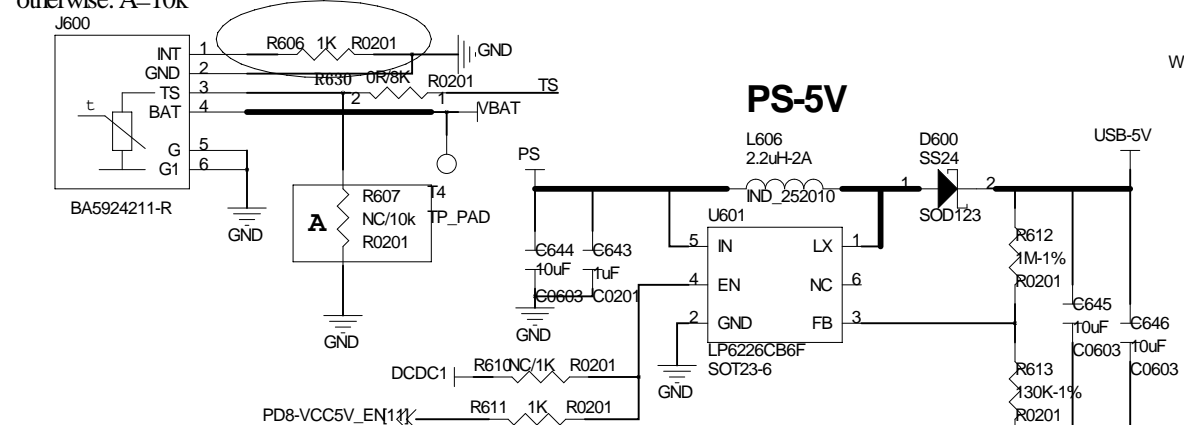 otherwise: A=10k
J600
INT
GND
TS
BAT
G
G1
1
2
3
4
5
6
t
BA5924211-R
R606 1K R0201
GND
R630 0R/8K R0201
2
1
TS
VBAT
GND
A
R607
NC/10k
R0201
T4
TP_PAD
GND
PS-5V
W
PS
L606
2.2uH-2A
IND_252010
D600
SS24
1
2
SOD123
USB-5V
C644
10uF
C0603
C643
1uF
C0201
GND
U601
5 IN
LX 1
4 EN
NC 6
2 GND
FB 3
LP6226CB6F
SOT23-6
GND
R612
1M-1%
R0201
C645
10uF
C0603
C646
10uF
C0603
R613
130K-1%
R0201
DCDC1
R610 NC/1K R0201
PD8-VCC5V_EN[11]
R611 1K R0201